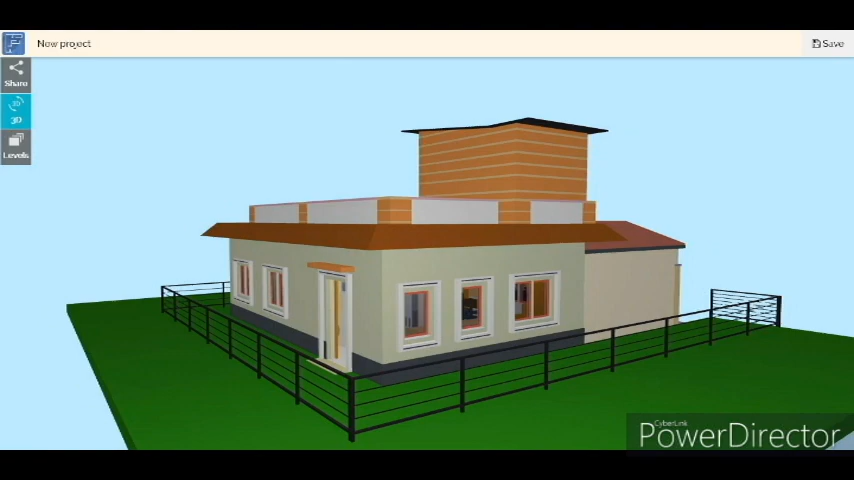 New project
Save
Share
3D
Levels
CyberLink
PowerDirector